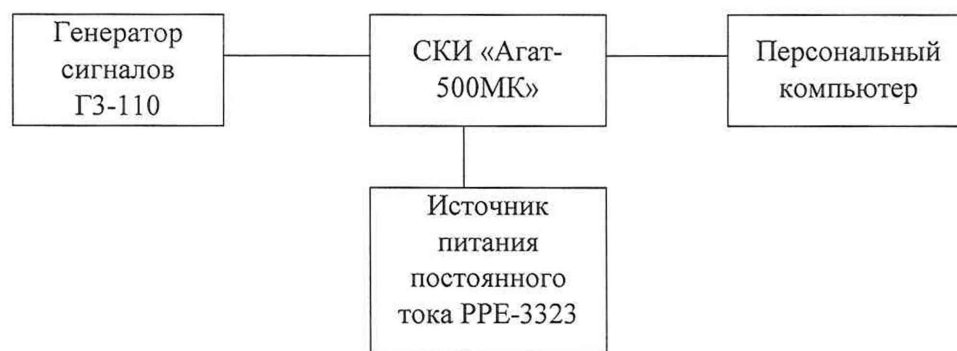 Генератор
сигналов
Г3-110
СКИ «Агат-
500МК»
Персональный
компьютер
Источник
питания
постоянного
тока PPE-3323